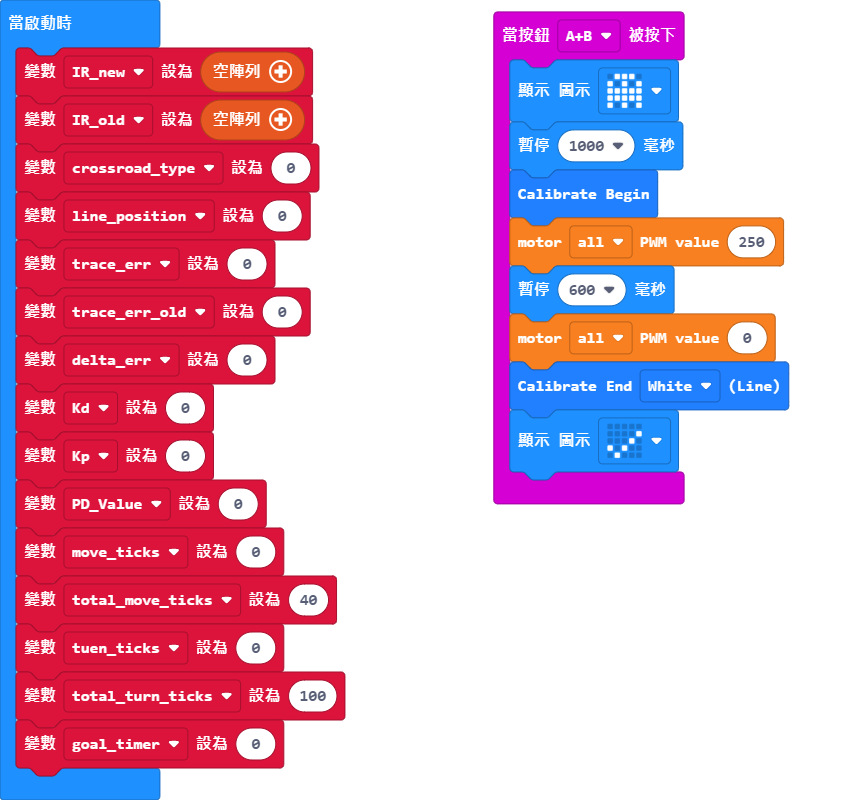 當啟動時
變數 IR_new 設為 空陣列
變數 IR_old 設為 空陣列
變數 crossroad_type 設為 0
變數 line_position 設為 0
變數 trace_err 設為 0
變數 trace_err_old 設為 0
變數 delta_err 設為 0
變數 Kd 設為 0
變數 Kp 設為 0
變數 PD_Value 設為 0
變數 move_ticks 設為 0
變數 total_move_ticks 設為 40
變數 tuen_ticks 設為 0
變數 total_turn_ticks 設為 100
變數 goal_timer 設為 0
當按鈕 A+B 被按下
顯示 圖示
暫停 1000 毫秒
Calibrate Begin
motor all PWM value 250
暫停 600 毫秒
motor all PWM value 0
Calibrate End White (Line)
顯示 圖示